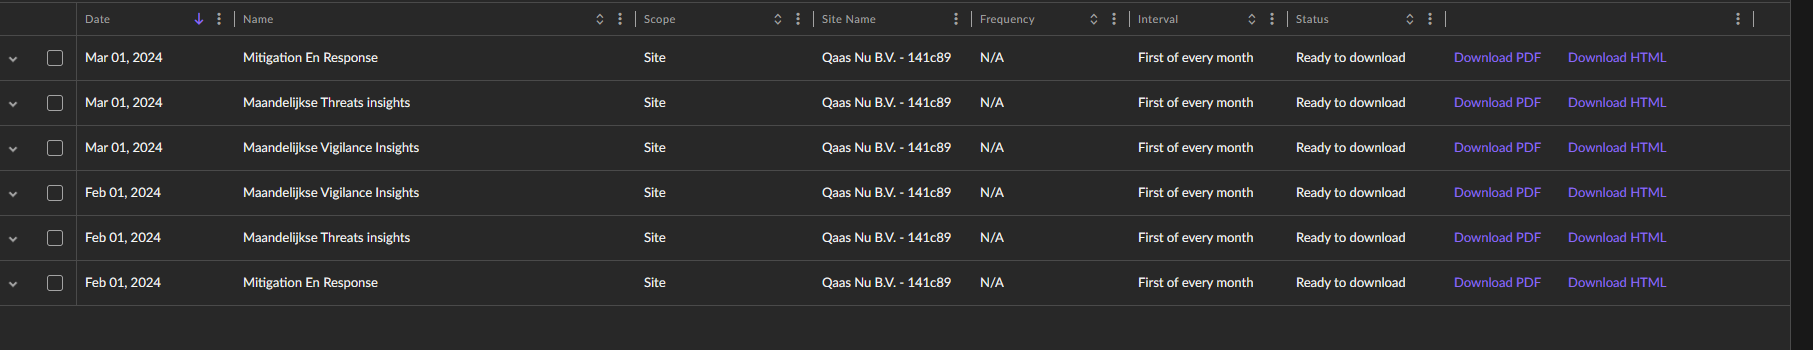 Date Name Scope Site Name Frequency Interval Status
Mar 01, 2024 Mitigation En Response Site Qaas Nu B.V. - 141c89 N/A First of every month Ready to download Download PDF Download HTML
Mar 01, 2024 Maandelijkse Threats insights Site Qaas Nu B.V. - 141c89 N/A First of every month Ready to download Download PDF Download HTML
Mar 01, 2024 Maandelijkse Vigilance Insights Site Qaas Nu B.V. - 141c89 N/A First of every month Ready to download Download PDF Download HTML
Feb 01, 2024 Maandelijkse Vigilance Insights Site Qaas Nu B.V. - 141c89 N/A First of every month Ready to download Download PDF Download HTML
Feb 01, 2024 Maandelijkse Threats insights Site Qaas Nu B.V. - 141c89 N/A First of every month Ready to download Download PDF Download HTML
Feb 01, 2024 Mitigation En Response Site Qaas Nu B.V. - 141c89 N/A First of every month Ready to download Download PDF Download HTML